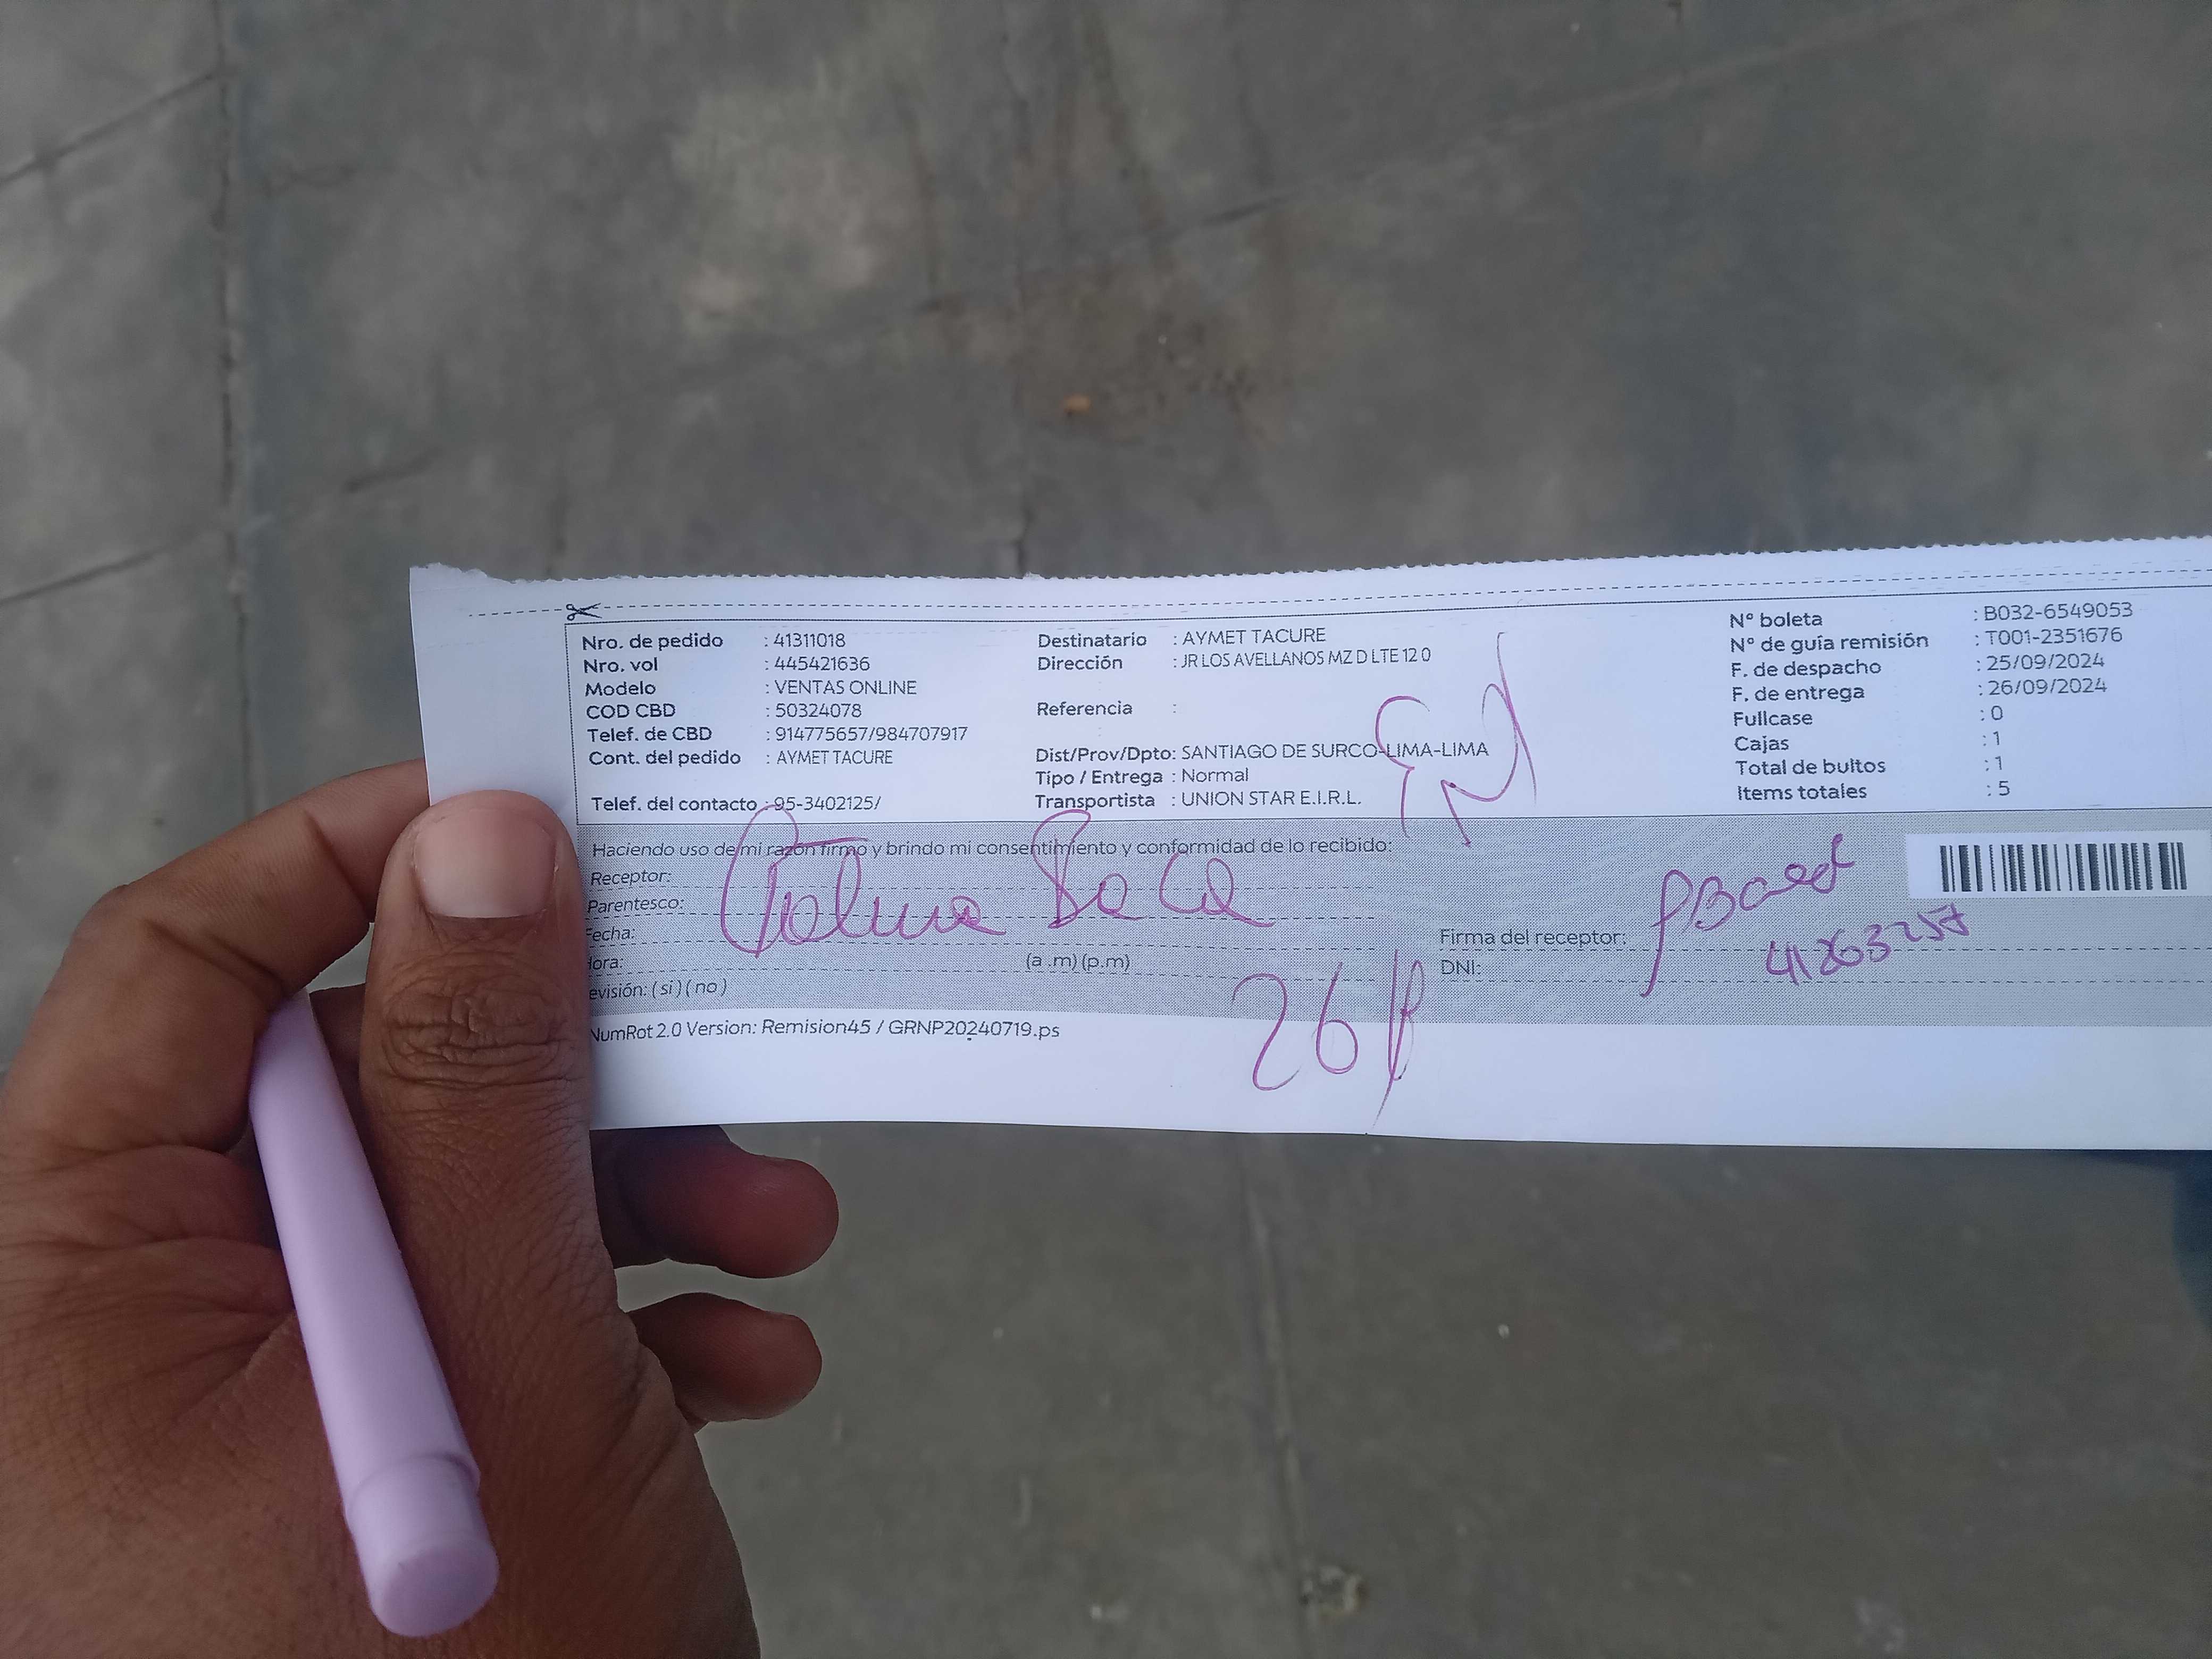 Nro. de pedido : 41311018
Nro. vol : 445421636
Modelo : VENTAS ONLINE
COD CBD : 50324078
Telef. de CBD : 914775657/984707917
Cont. del pedido : AYMET TACURE
Telef. del contacto : 95-3402125/
Destinatario : AYMET TACURE
Dirección : JR LOS AVELLANOS MZ D LTE 12 0
Referencia :
Dist/Prov/Dpto: SANTIAGO DE SURCO-LIMA-LIMA
Tipo / Entrega : Normal
Transportista : UNION STAR E.I.R.L.
Nº boleta : B032-6549053
Nº de guía remisión : T001-2351676
F. de despacho : 25/09/2024
F. de entrega : 26/09/2024
Fullcase : 0
Cajas : 1
Total de bultos : 1
Items totales : 5
Haciendo uso de mi razón firmo y brindo mi consentimiento y conformidad de lo recibido:
Receptor:
Parentesco:
Fecha:
Hora:
(a .m) (p.m)
evisión: ( si ) ( no )
26
Firma del receptor:
DNI:
NumRot 2.0 Version: Remision45 / GRNP20240719.ps